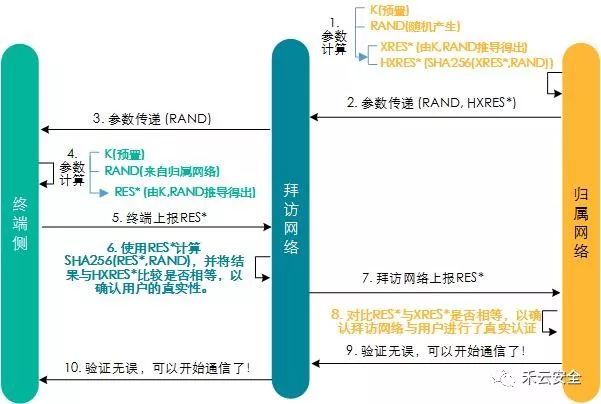 1.
参数
计算
K(预置)
RAND(随机产生)
XRES* (由K,RAND推导得出)
HXRES* (SHA256(XRES*,RAND))
2. 参数传递 (RAND, HXRES*)
3. 参数传递 (RAND)
4.
参数
计算
K(预置)
RAND(来自归属网络)
RES* (由K,RAND推导得出)
终端侧
拜访网络
归属网络
5. 终端上报RES*
6. 使用RES*计算
SHA256(RES*,RAND)，并将
结果与HXRES*比较是否相等，以
确认用户的真实性。
7. 拜访网络上报RES*
8. 对比RES*与XRES*是否相等，以确
认拜访网络与用户进行了真实认证
9. 验证无误，可以开始通信了!
10. 验证无误，可以开始通信了!
禾云安全